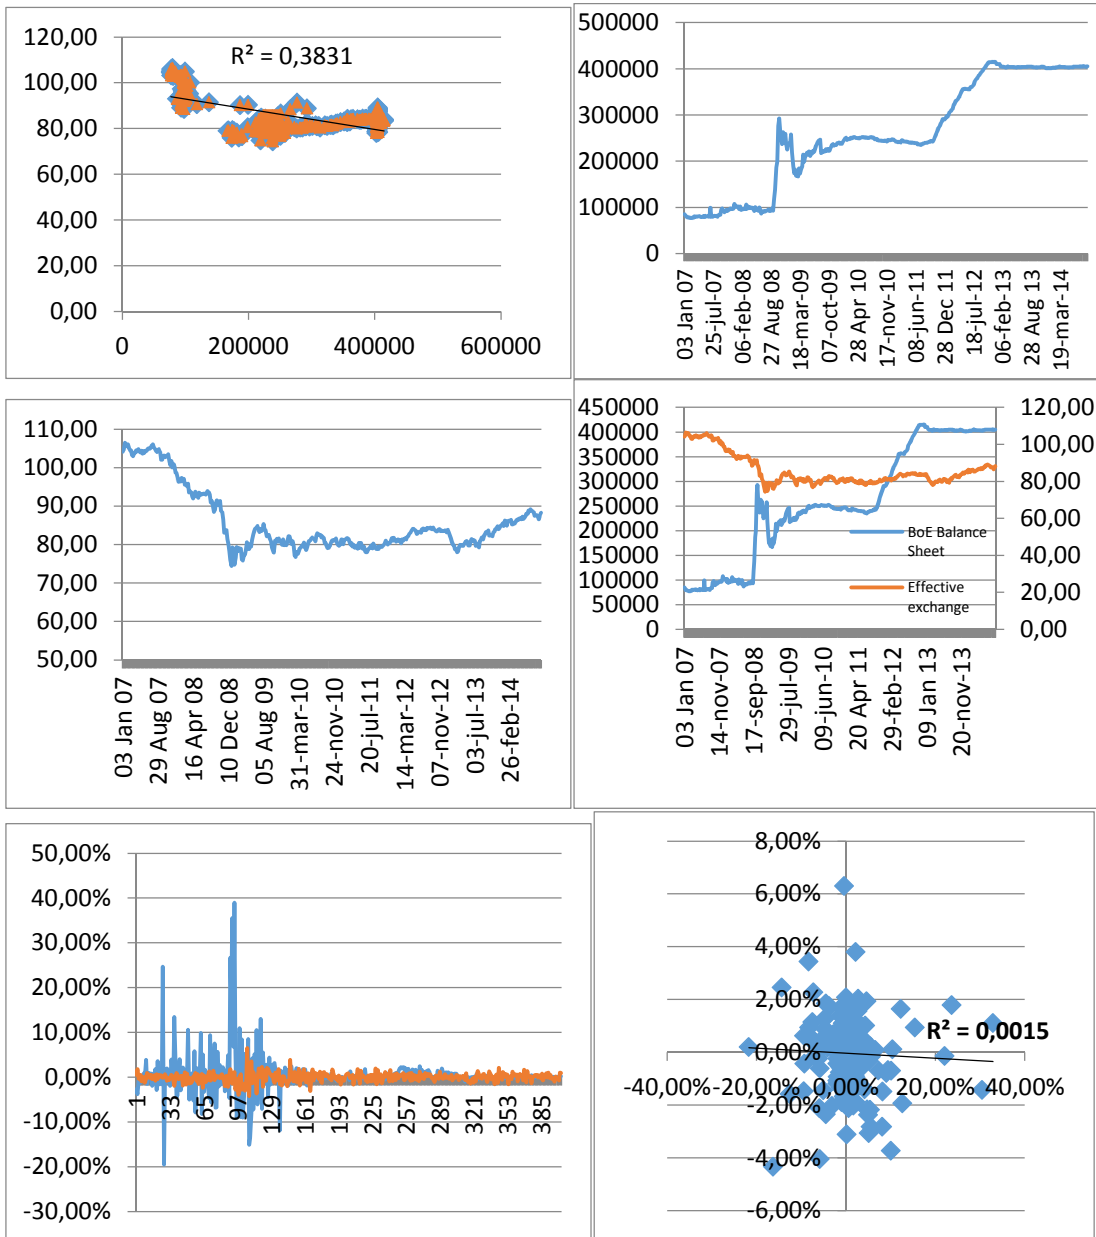 120,00
100,00
80,00
60,00
40,00
20,00
0,00
R² = 0,3831
0
200000
400000
600000
500000
400000
300000
200000
100000
0
03 Jan 07
25-jul-07
06-feb-08
27 Aug 08
18-mar-09
07-oct-09
28 Apr 10
17-nov-10
08-jun-11
28 Dec 11
18-jul-12
06-feb-13
28 Aug 13
19-mar-14
110,00
100,00
90,00
80,00
70,00
60,00
50,00
03 Jan 07
29 Aug 07
16 Apr 08
10 Dec 08
05 Aug 09
31-mar-10
24-nov-10
20-jul-11
14-mar-12
07-nov-12
03-jul-13
26-feb-14
450000
400000
350000
300000
250000
200000
150000
100000
50000
0
120,00
100,00
80,00
60,00
40,00
20,00
0,00
BoE Balance
Sheet
Effective
exchange
03 Jan 07
14-nov-07
17-sep-08
29-jul-09
09-jun-10
20 Apr 11
29-feb-12
09 Jan 13
20-nov-13
50,00%
40,00%
30,00%
20,00%
10,00%
0,00%
-10,00%
-20,00%
-30,00%
1
33
65
97
129
161
193
225
257
289
321
353
385
8,00%
6,00%
4,00%
2,00%
0,00%
-2,00%
-4,00%
-6,00%
R² = 0,0015
-40,00%
-20,00%
0,00%
20,00%
40,00%